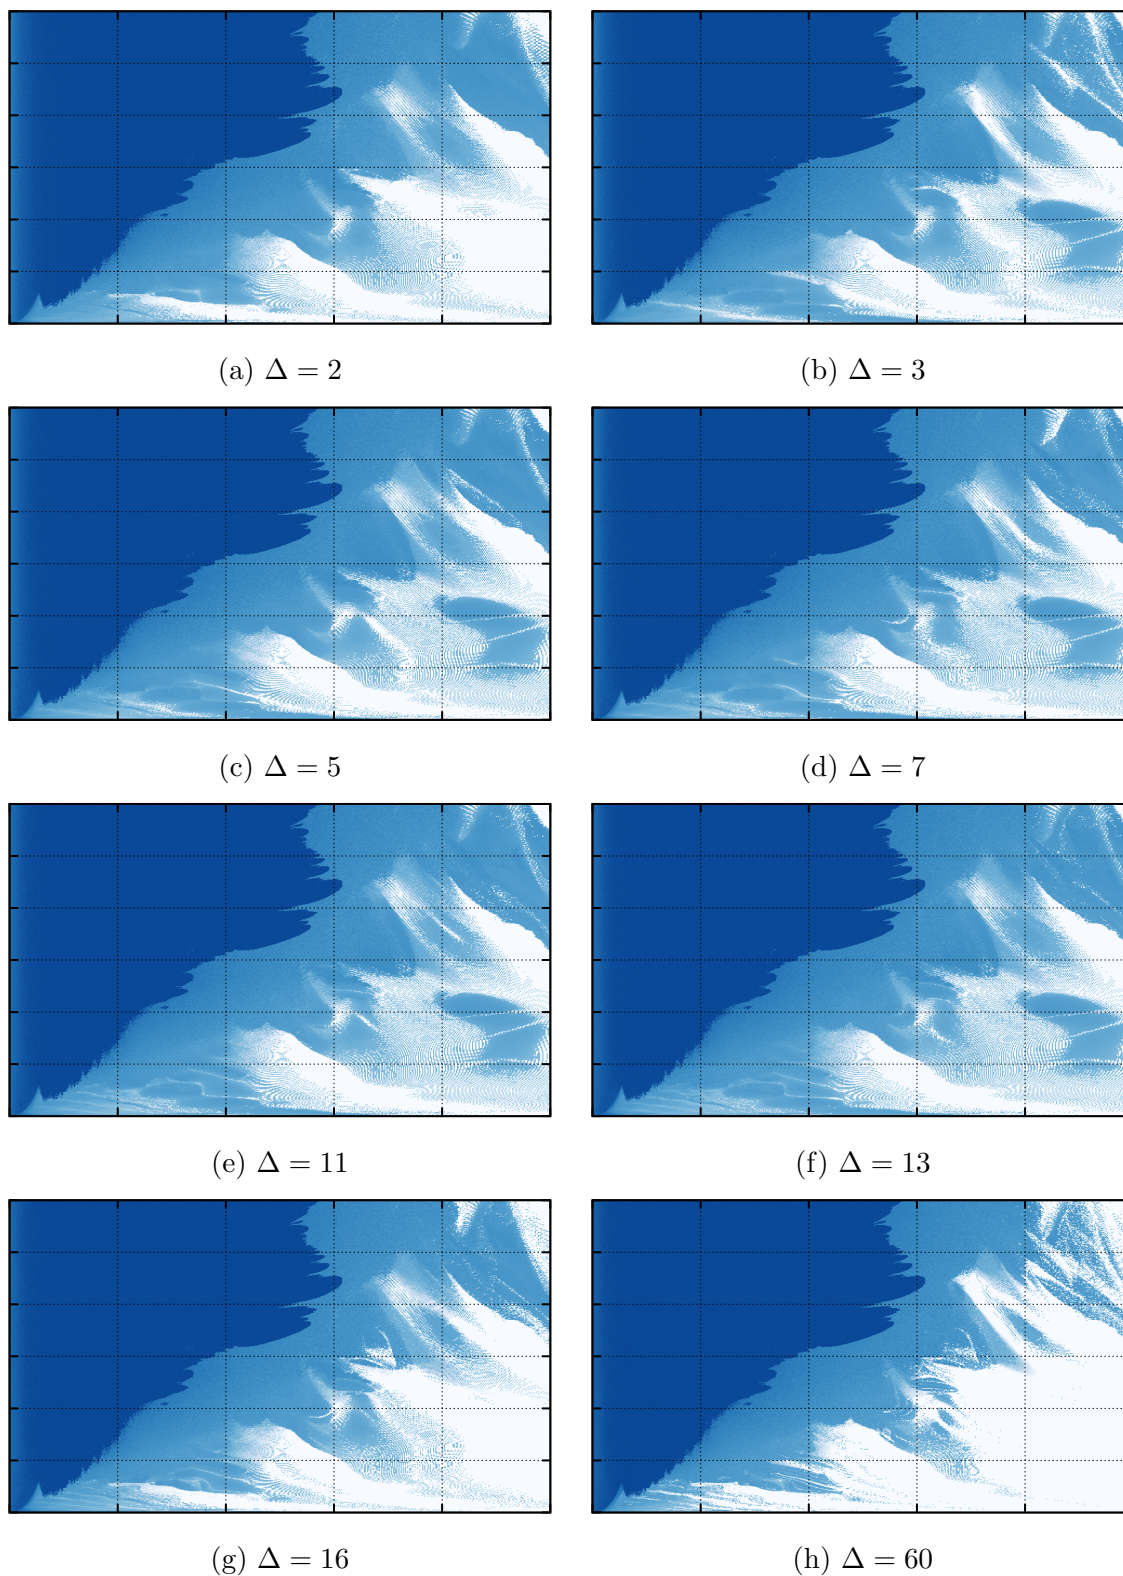 (a) Δ = 2
(b) Δ = 3
(c) Δ = 5
(d) Δ = 7
(e) Δ = 11
(f) Δ = 13
(g) Δ = 16
(h) Δ = 60